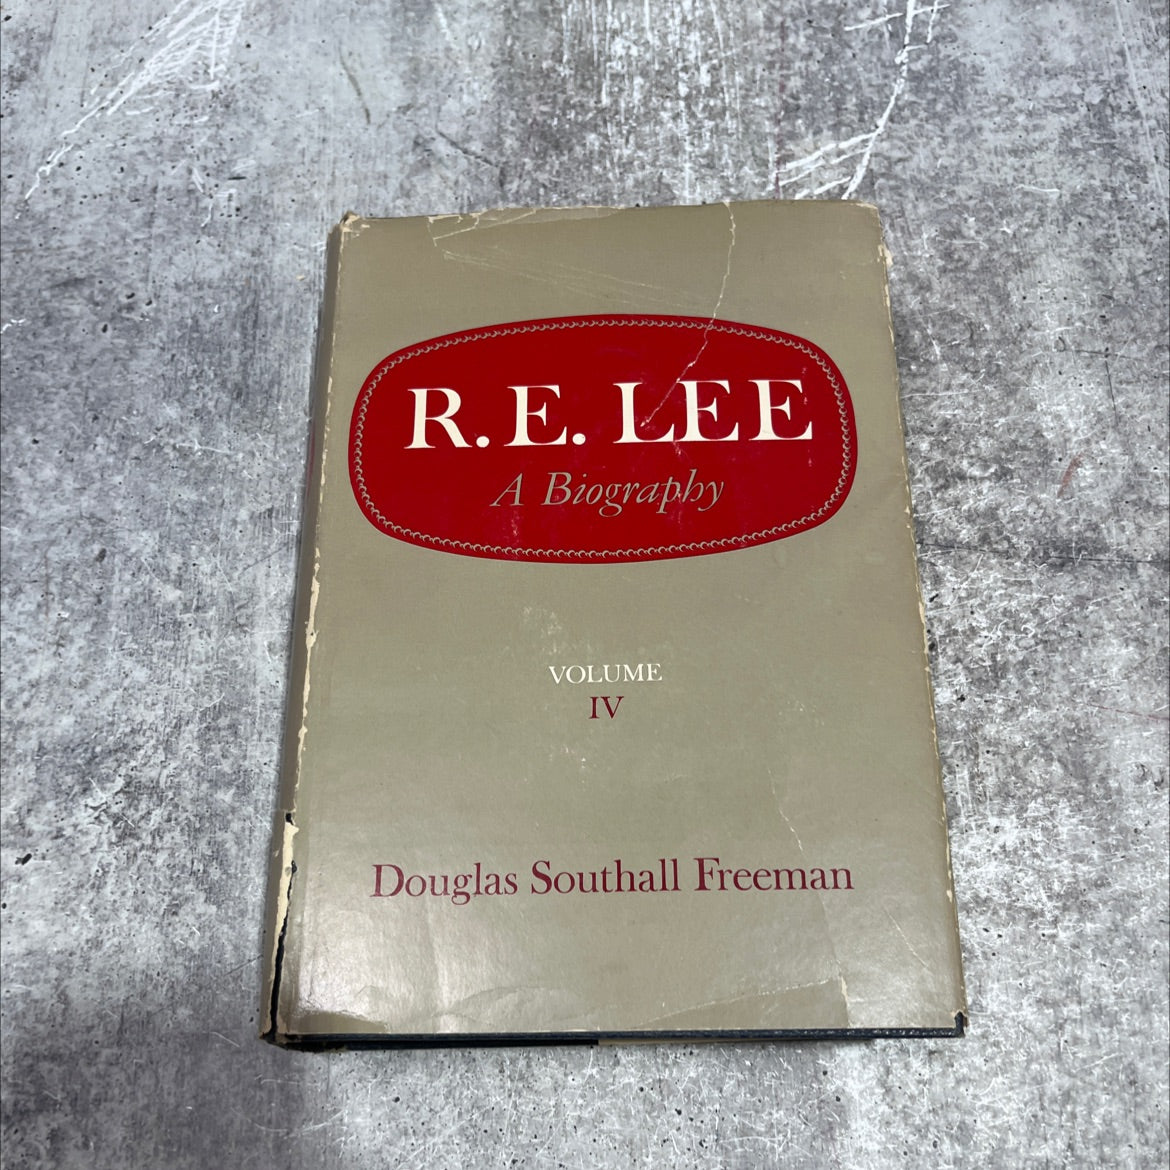 R. E. LEE
A Biography
VOLUME
IV
Douglas Southall Freeman